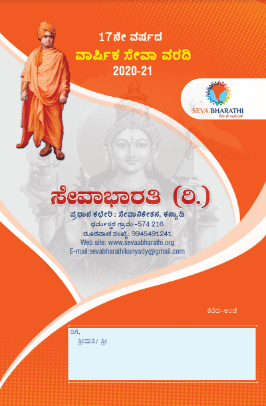 17ನೇ ವರ್ಷದ
ವಾರ್ಷಿಕ ಸೇವಾ ವರದಿ
2020-21
SEVA BHARATHI
ಸೇವಾಭಾರತಿ (ರಿ.)
ಪ್ರಧಾನ ಕಛೇರಿ: ಸೇವಾನಿಕೇತನ, ಕನ್ಯಾಡಿ
ಧರ್ಮಸ್ಥಳ ಗ್ರಾಮ -574 216
ದೂರವಾಣಿ ಸಂಖ್ಯೆ: 9945491241
Web site: www.sevaabharathi.org
E-mail:sevabharathikanyady@gmail.com
ತೆರೆದ-ಅಂಚೆ
ಗೆ,
ಶ್ರೀಮತಿ/ ಶ್ರೀ